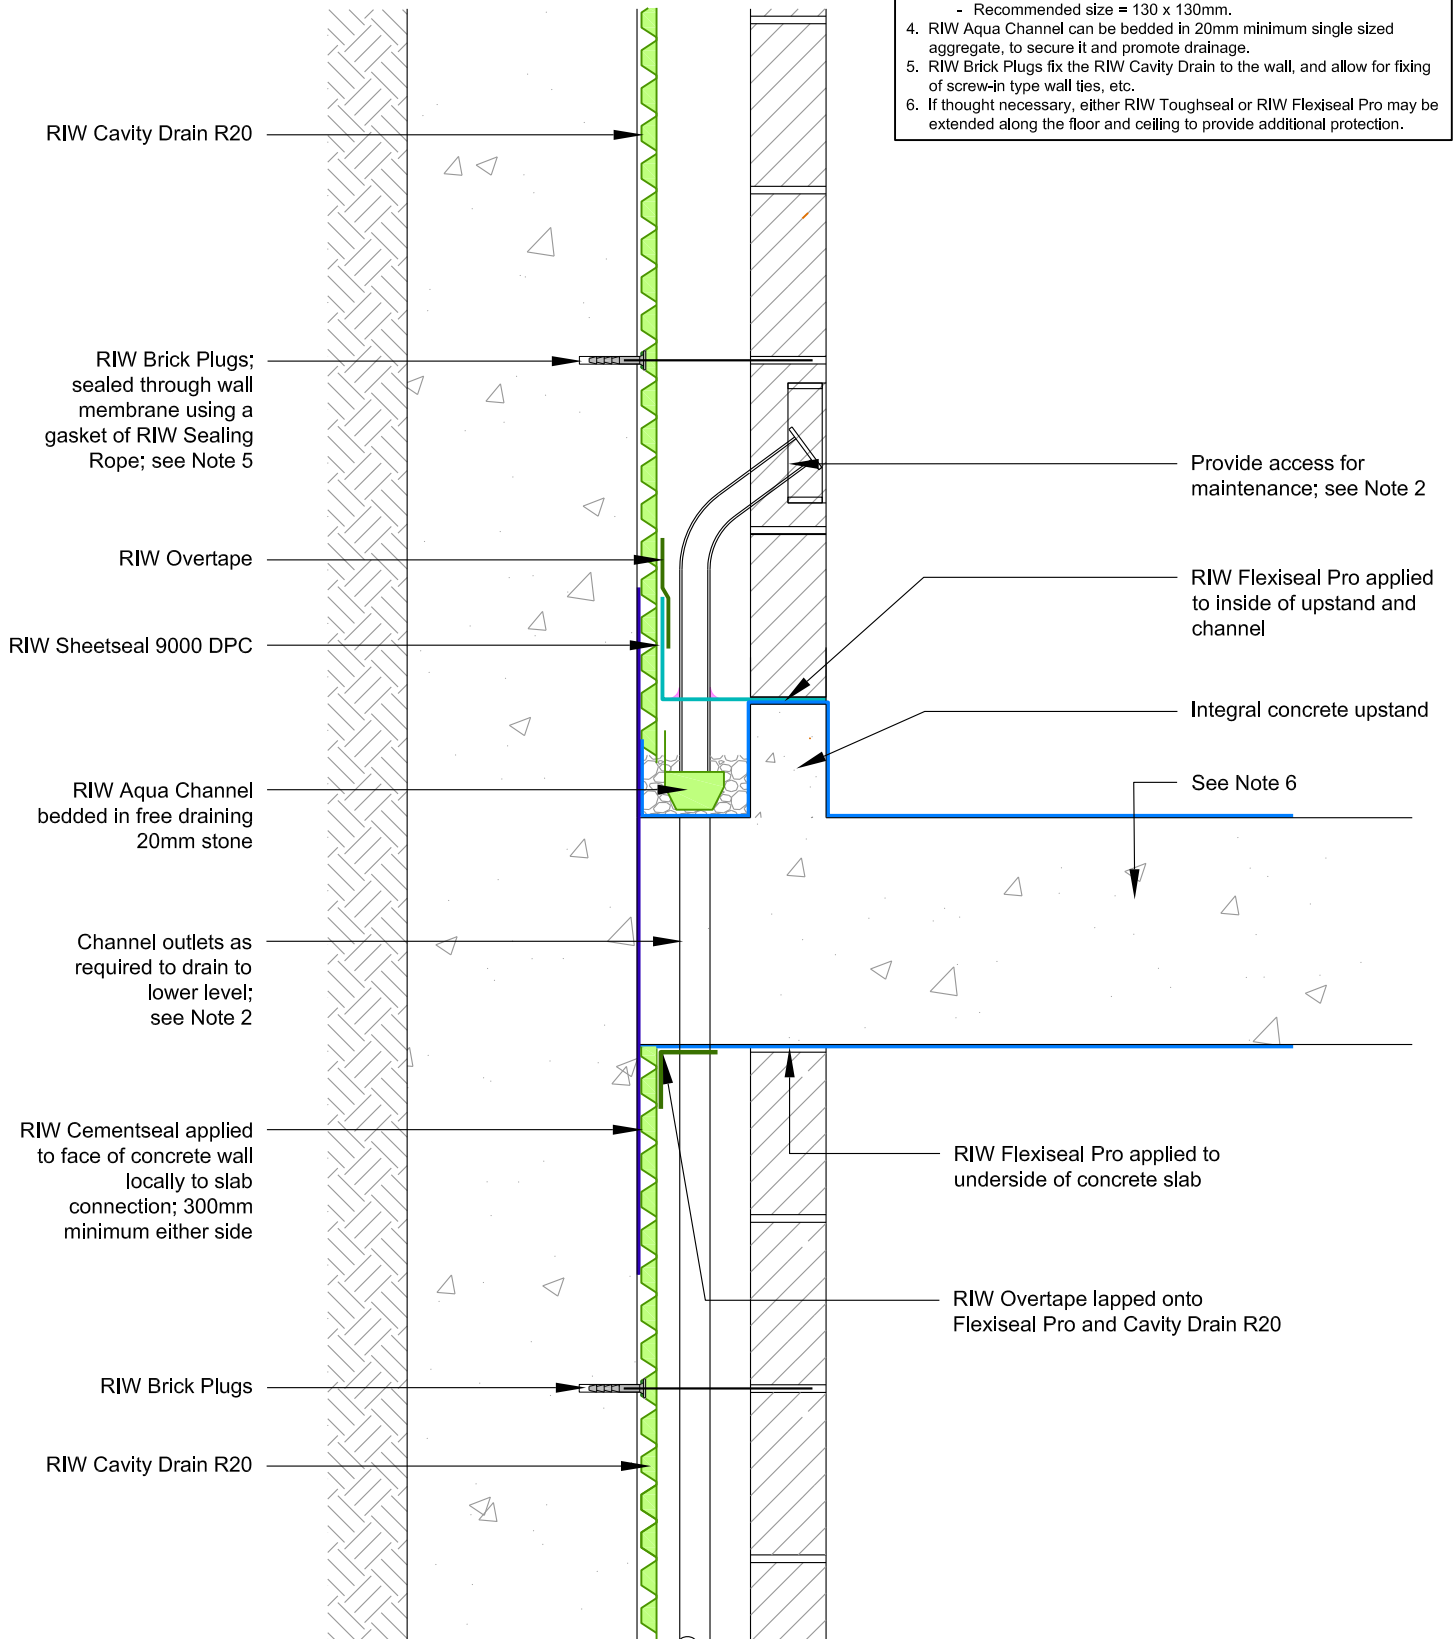 - Recommended size = 130 x 130mm.
4. RIW Aqua Channel can be bedded in 20mm minimum single sized
aggregate, to secure it and promote drainage.
5. RIW Brick Plugs fix the RIW Cavity Drain to the wall, and allow for fixing
of screw-in type wall ties, etc.
6. If thought necessary, either RIW Toughseal or RIW Flexiseal Pro may be
extended along the floor and ceiling to provide additional protection.
RIW Cavity Drain R20
RIW Brick Plugs;
sealed through wall
membrane using a
gasket of RIW Sealing
Rope; see Note 5
RIW Overtape
RIW Sheetseal 9000 DPC
RIW Aqua Channel
bedded in free draining
20mm stone
Channel outlets as
required to drain to
lower level;
see Note 2
RIW Cementseal applied
to face of concrete wall
locally to slab
connection; 300mm
minimum either side
RIW Brick Plugs
RIW Cavity Drain R20
Provide access for
maintenance; see Note 2
RIW Flexiseal Pro applied
to inside of upstand and
channel
Integral concrete upstand
See Note 6
RIW Flexiseal Pro applied to
underside of concrete slab
RIW Overtape lapped onto
Flexiseal Pro and Cavity Drain R20